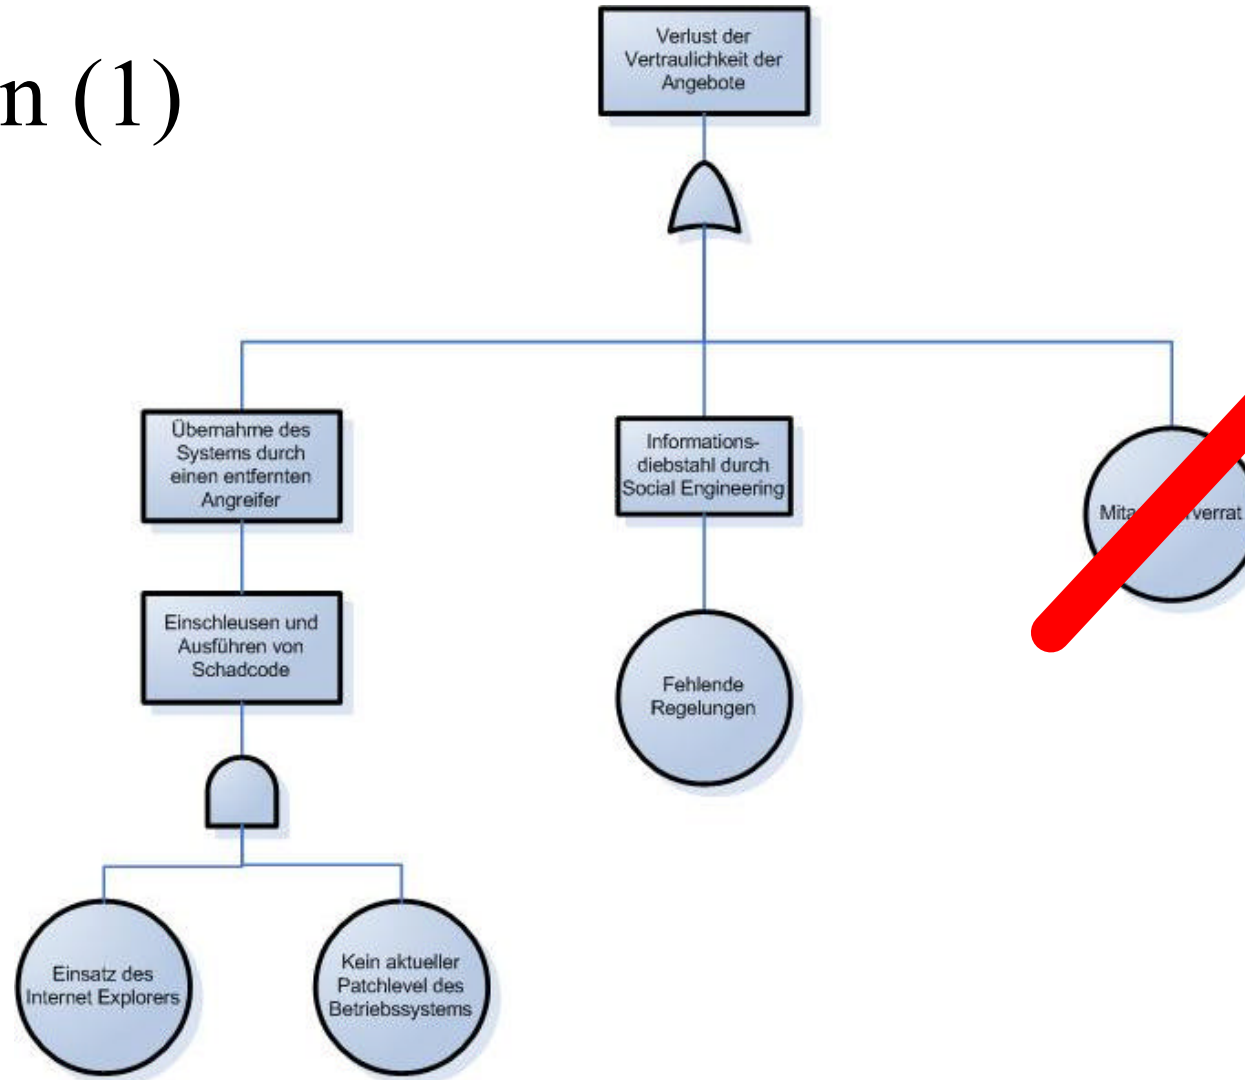 n (1)
Verlust der
Vertraulichkeit der
Angebote
Übernahme des
Systems durch
einen entfernten
Angreifer
Informations-
diebstahl durch
Social Engineering
verrat
Einschleusen und
Ausführen von
Schadcode
Fehlende
Regelungen
Einsatz des
Internet Explorers
Kein aktueller
Patchlevel des
Betriebssystems